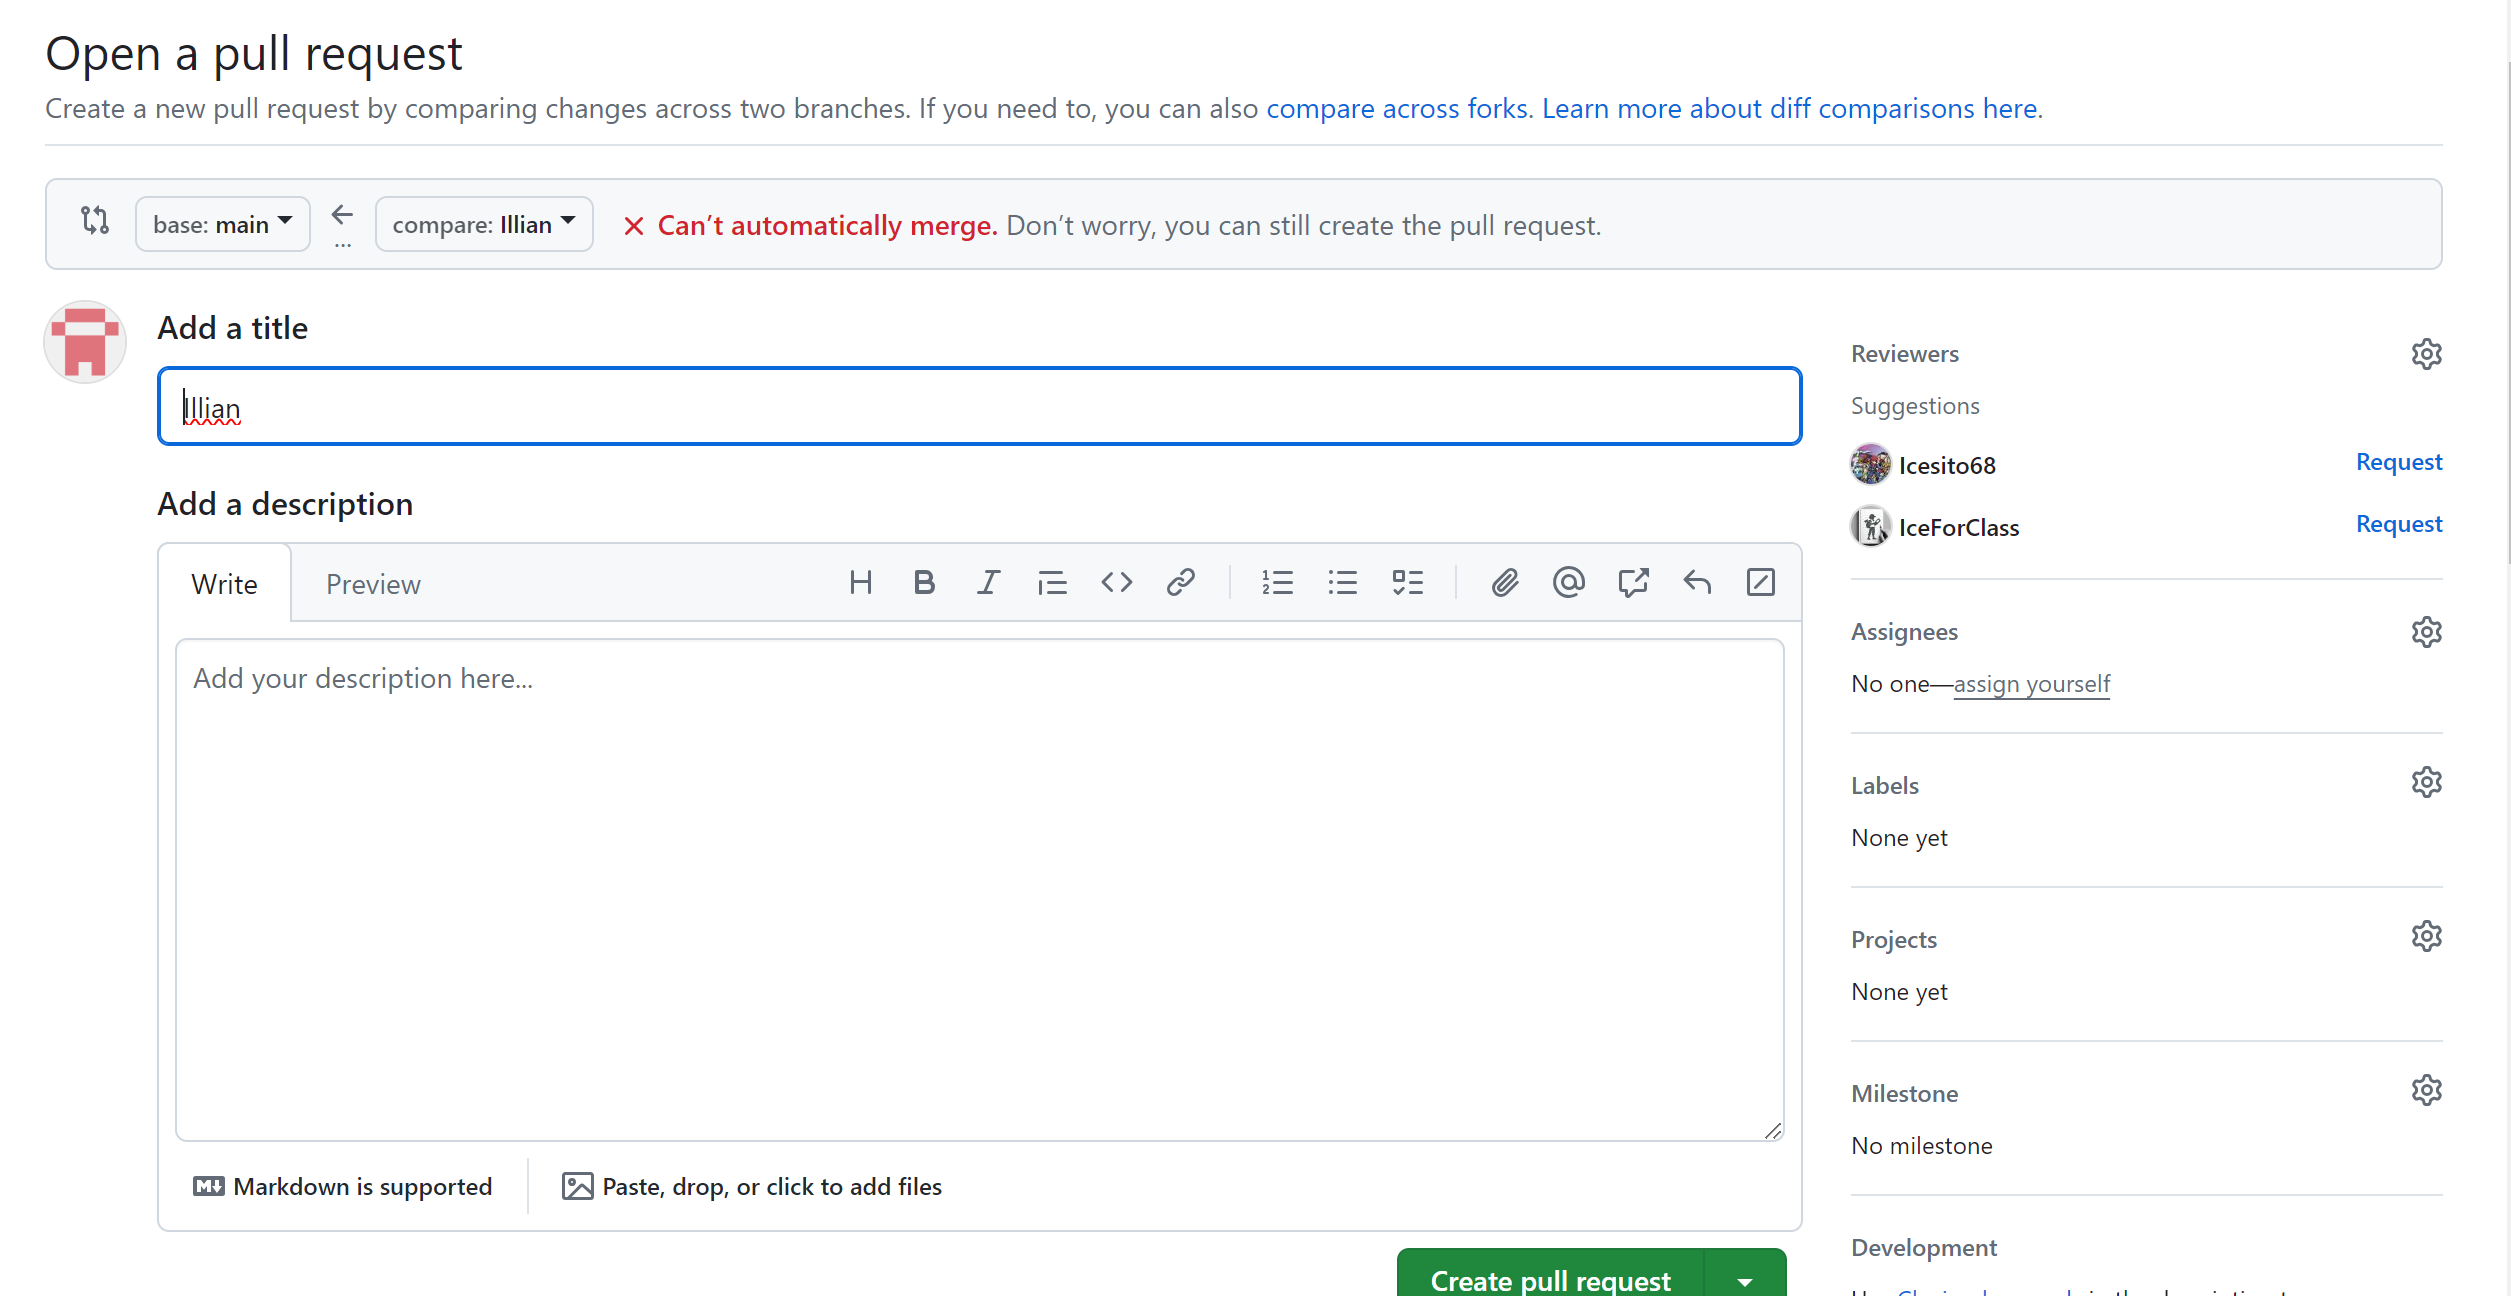 Open a pull request
Create a new pull request by comparing changes across two branches. If you need to, you can also compare across forks. Learn more about diff comparisons here.
base: main
...
compare: Illian
Can’t automatically merge. Don’t worry, you can still create the pull request.
Add a title
Illian
Add a description
Write
Preview
Add your description here...
Markdown is supported
Paste, drop, or click to add files
Create pull request
Reviewers
Suggestions
Icesito68
Request
IceForClass
Request
Assignees
No one—assign yourself
Labels
None yet
Projects
None yet
Milestone
No milestone
Development